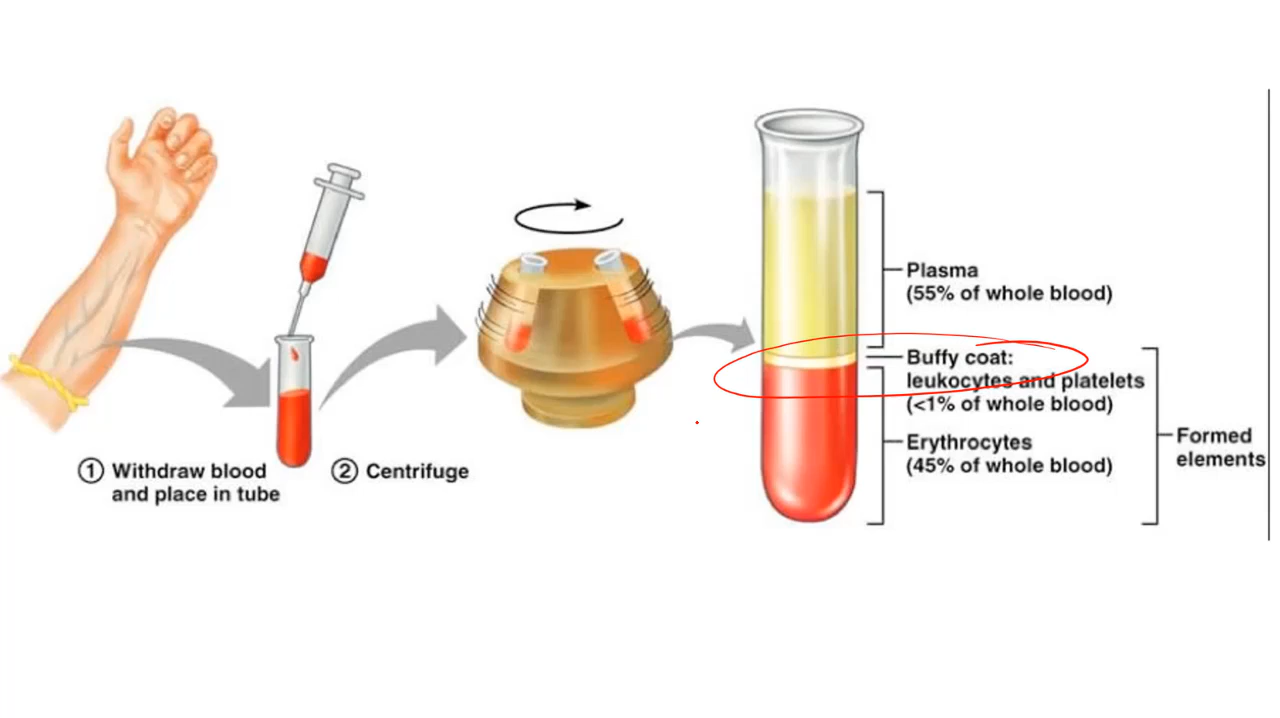 Plasma
(55% of whole blood)
Buffy coat:
leukocytes and platelets
(<1% of whole blood)
Erythrocytes
(45% of whole blood)
Formed
elements
① Withdraw blood
and place in tube
② Centrifuge